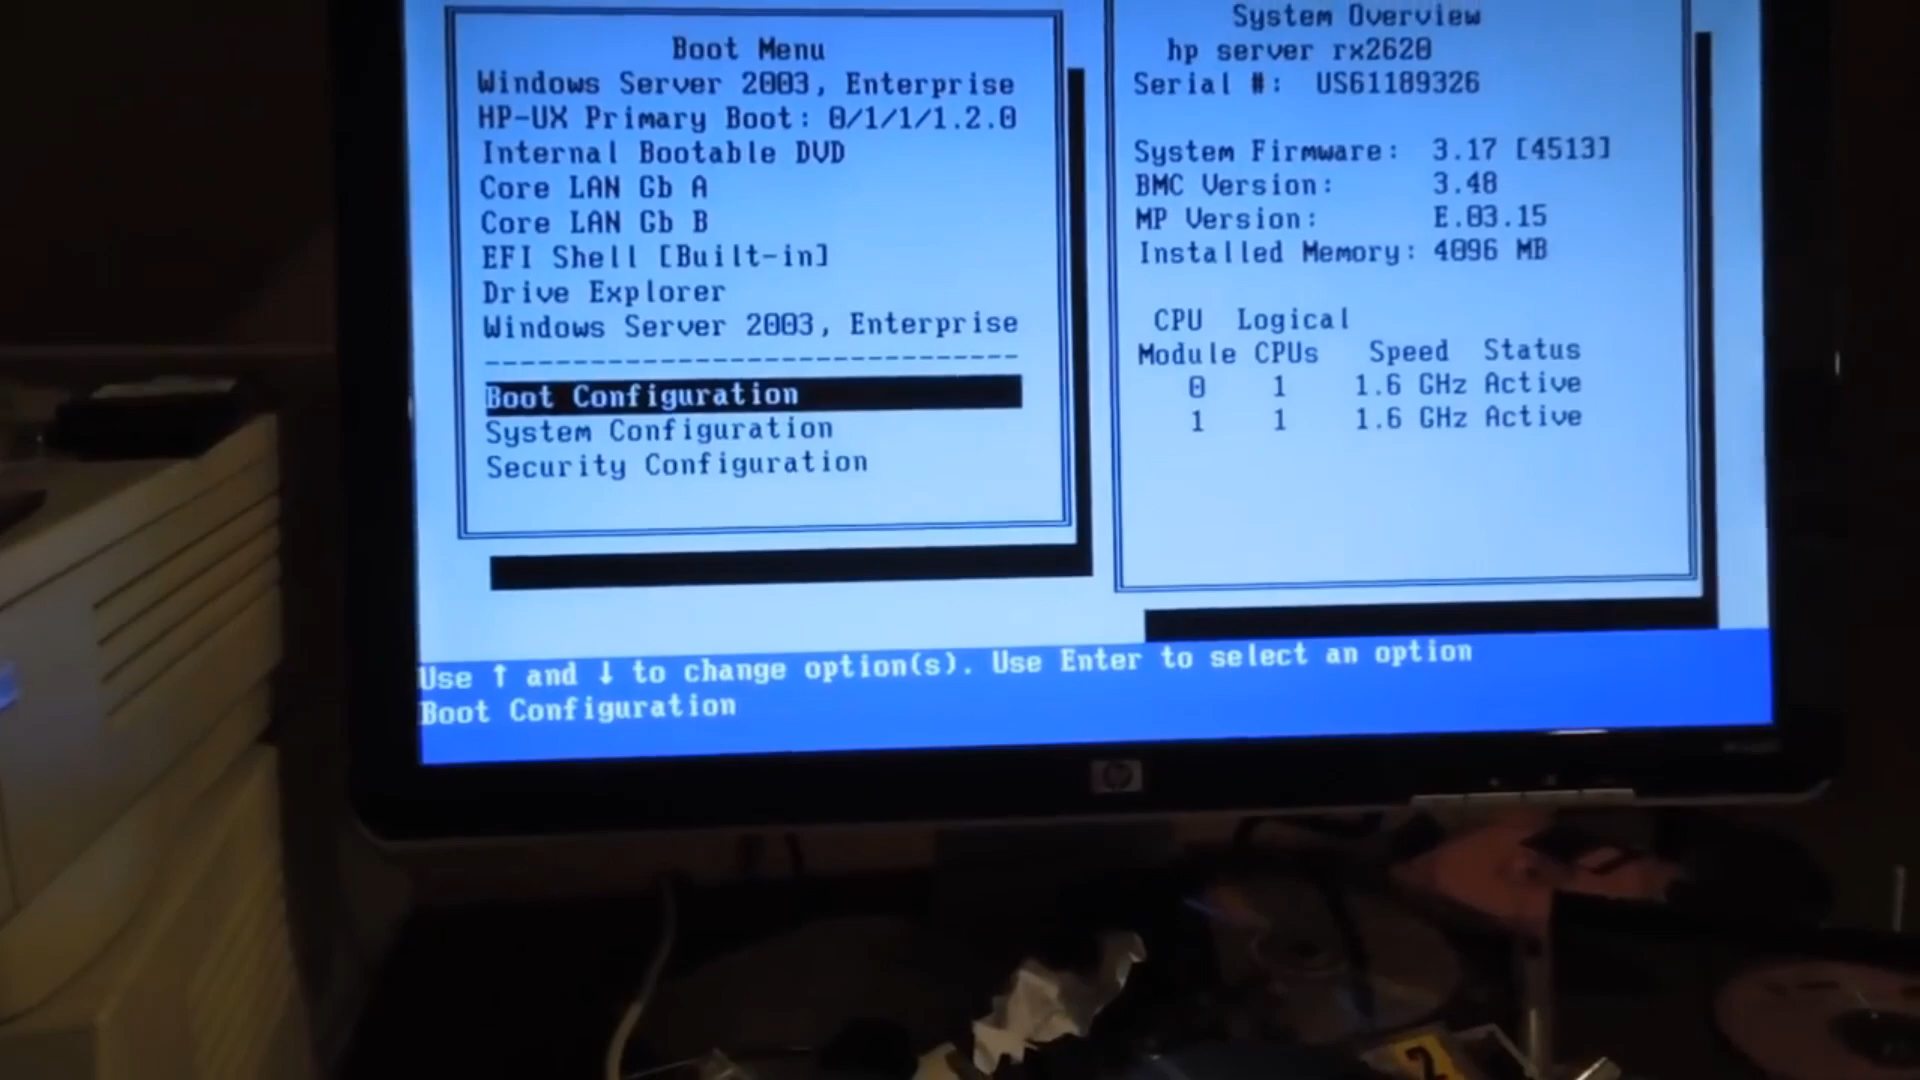 Boot Menu
Windows Server 2003, Enterprise
HP-UX Primary Boot: 0/1/1/1.2.0
Internal Bootable DVD
Core LAN Gb A
Core LAN Gb B
EFI Shell [Built-in]
Drive Explorer
Windows Server 2003, Enterprise
-------------------------------
Boot Configuration
System Configuration
Security Configuration
System Overview
hp server rx2620
Serial #: US61189326
System Firmware: 3.17 [4513]
BMC Version: 3.48
MP Version: E.03.15
Installed Memory: 4096 MB
CPU Logical
Module CPUs Speed Status
0 1 1.6 GHz Active
1 1 1.6 GHz Active
Use ↑ and ↓ to change option(s). Use Enter to select an option
Boot Configuration
hp
2